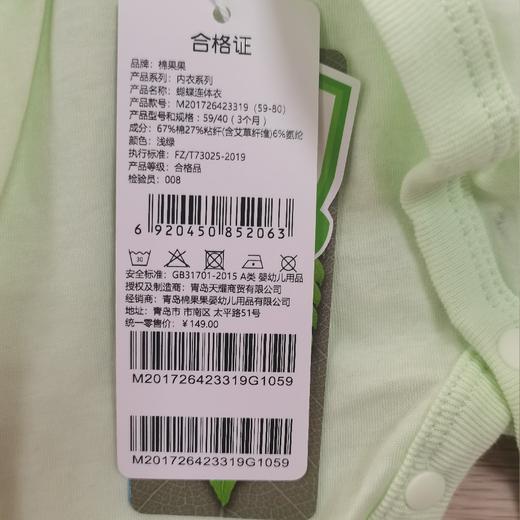 合格证
品牌：棉果果
产品系列：内衣系列
产品名称：蝴蝶连体衣
产品款号：M201726423319（59-80）
产品型号和规格：59/40（3个月）
成分：67%棉27%粘纤(含艾草纤维)6%氨纶
颜色：浅绿
执行标准：FZ/T73025-2019
产品等级：合格品
检验员：008
6 920450 852063
30
安全标准：GB31701-2015 A类 婴幼儿用品
授权及制造商：青岛天耀商贸有限公司
经销商：青岛棉果果婴幼儿用品有限公司
地址：青岛市 市南区 太平路51号
统一零售价：￥149.00
M201726423319G1059
M201726423319G1059